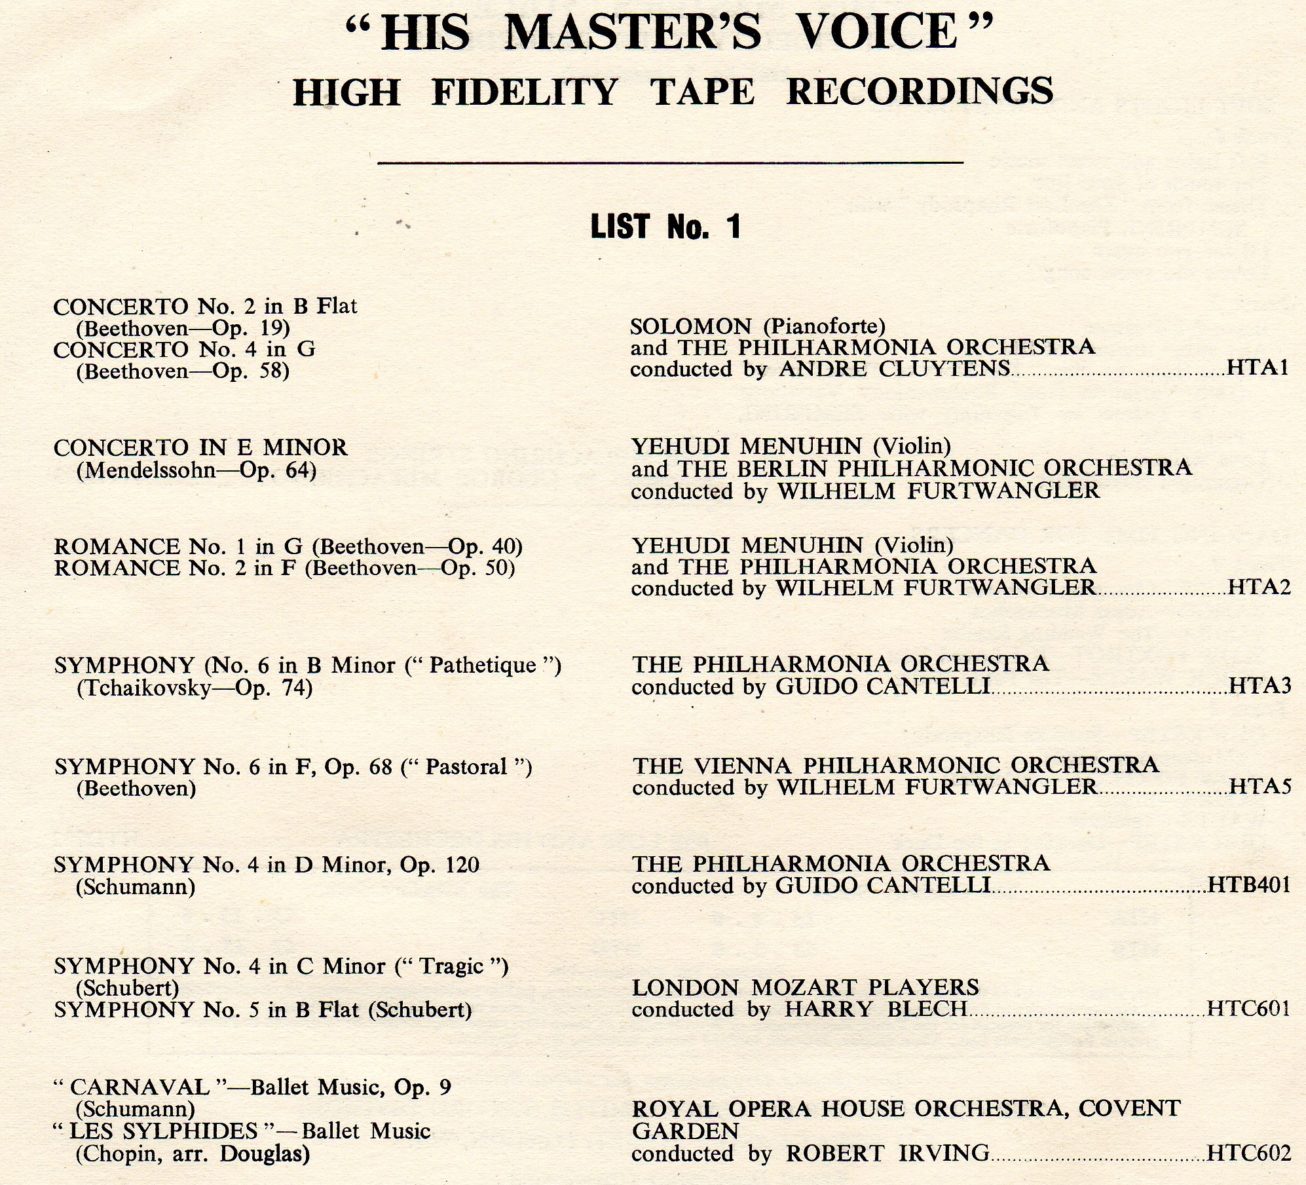 “HIS MASTER’S VOICE”
HIGH FIDELITY TAPE RECORDINGS
LIST No. 1
CONCERTO No. 2 in B Flat
(Beethoven—Op. 19)
CONCERTO No. 4 in G
(Beethoven—Op. 58)
SOLOMON (Pianoforte)
and THE PHILHARMONIA ORCHESTRA
conducted by ANDRE CLUYTENS HTA1
CONCERTO IN E MINOR
(Mendelssohn—Op. 64)
YEHUDI MENUHIN (Violin)
and THE BERLIN PHILHARMONIC ORCHESTRA
conducted by WILHELM FURTWANGLER
ROMANCE No. 1 in G (Beethoven—Op. 40)
ROMANCE No. 2 in F (Beethoven—Op. 50)
YEHUDI MENUHIN (Violin)
and THE PHILHARMONIA ORCHESTRA
conducted by WILHELM FURTWANGLER HTA2
SYMPHONY (No. 6 in B Minor (“ Pathetique ”)
(Tchaikovsky—Op. 74)
THE PHILHARMONIA ORCHESTRA
conducted by GUIDO CANTELLI HTA3
SYMPHONY No. 6 in F, Op. 68 (“ Pastoral ”)
(Beethoven)
THE VIENNA PHILHARMONIC ORCHESTRA
conducted by WILHELM FURTWANGLER HTA5
SYMPHONY No. 4 in D Minor, Op. 120
(Schumann)
THE PHILHARMONIA ORCHESTRA
conducted by GUIDO CANTELLI HTB401
SYMPHONY No. 4 in C Minor (“ Tragic ”)
(Schubert)
SYMPHONY No. 5 in B Flat (Schubert)
LONDON MOZART PLAYERS
conducted by HARRY BLECH HTC601
“ CARNAVAL ”—Ballet Music, Op. 9
(Schumann)
“ LES SYLPHIDES ”—Ballet Music
(Chopin, arr. Douglas)
ROYAL OPERA HOUSE ORCHESTRA, COVENT
GARDEN
conducted by ROBERT IRVING HTC602